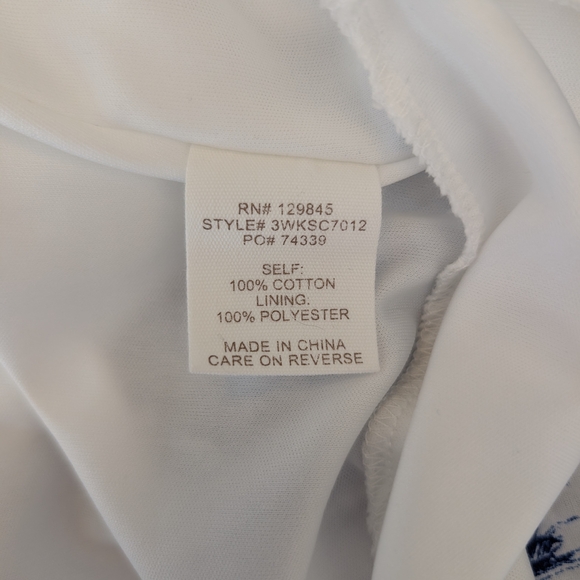 RN# 129845
STYLE# 3WKSC7012
PO# 74339
SELF:
100% COTTON
LINING:
100% POLYESTER
MADE IN CHINA
CARE ON REVERSE